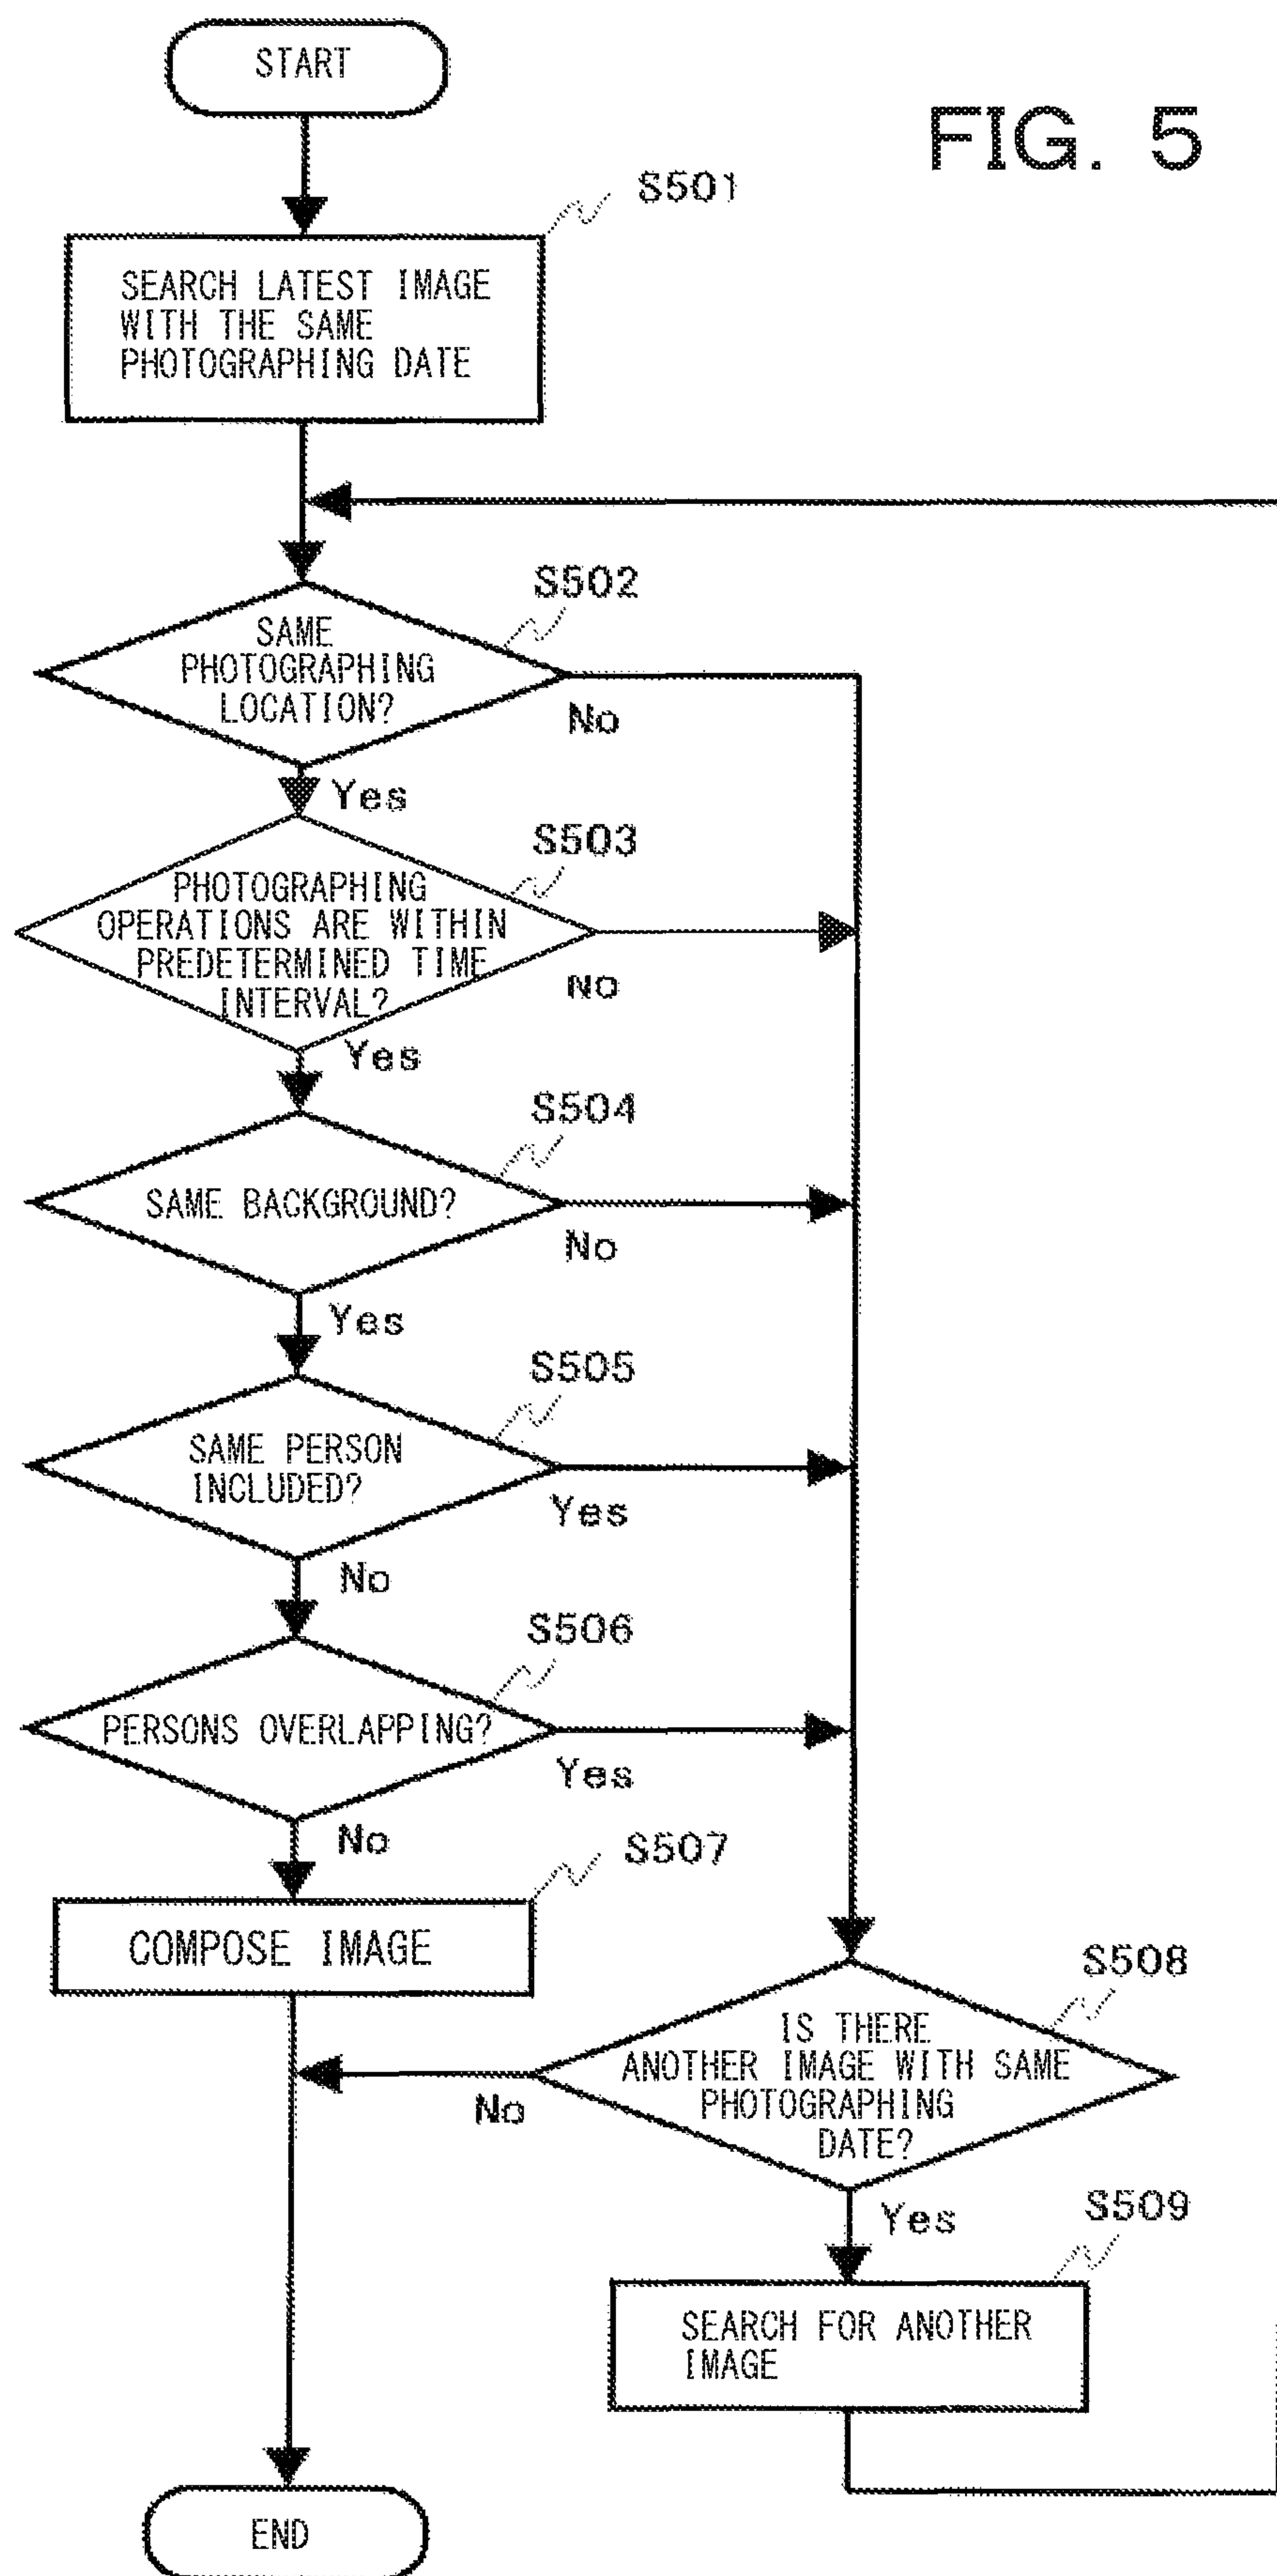 START
FIG. 5
S501
SEARCH LATEST IMAGE
WITH THE SAME
PHOTOGRAPHING DATE
S502
SAME
PHOTOGRAPHING
LOCATION?
No
Yes
S503
PHOTOGRAPHING
OPERATIONS ARE WITHIN
PREDETERMINED TIME
INTERVAL?
No
Yes
S504
SAME BACKGROUND?
No
Yes
S505
SAME PERSON
INCLUDED?
Yes
No
S506
PERSONS OVERLAPPING?
Yes
No
S507
COMPOSE IMAGE
S508
IS THERE
ANOTHER IMAGE WITH SAME
PHOTOGRAPHING
DATE?
No
Yes
S509
SEARCH FOR ANOTHER
IMAGE
END